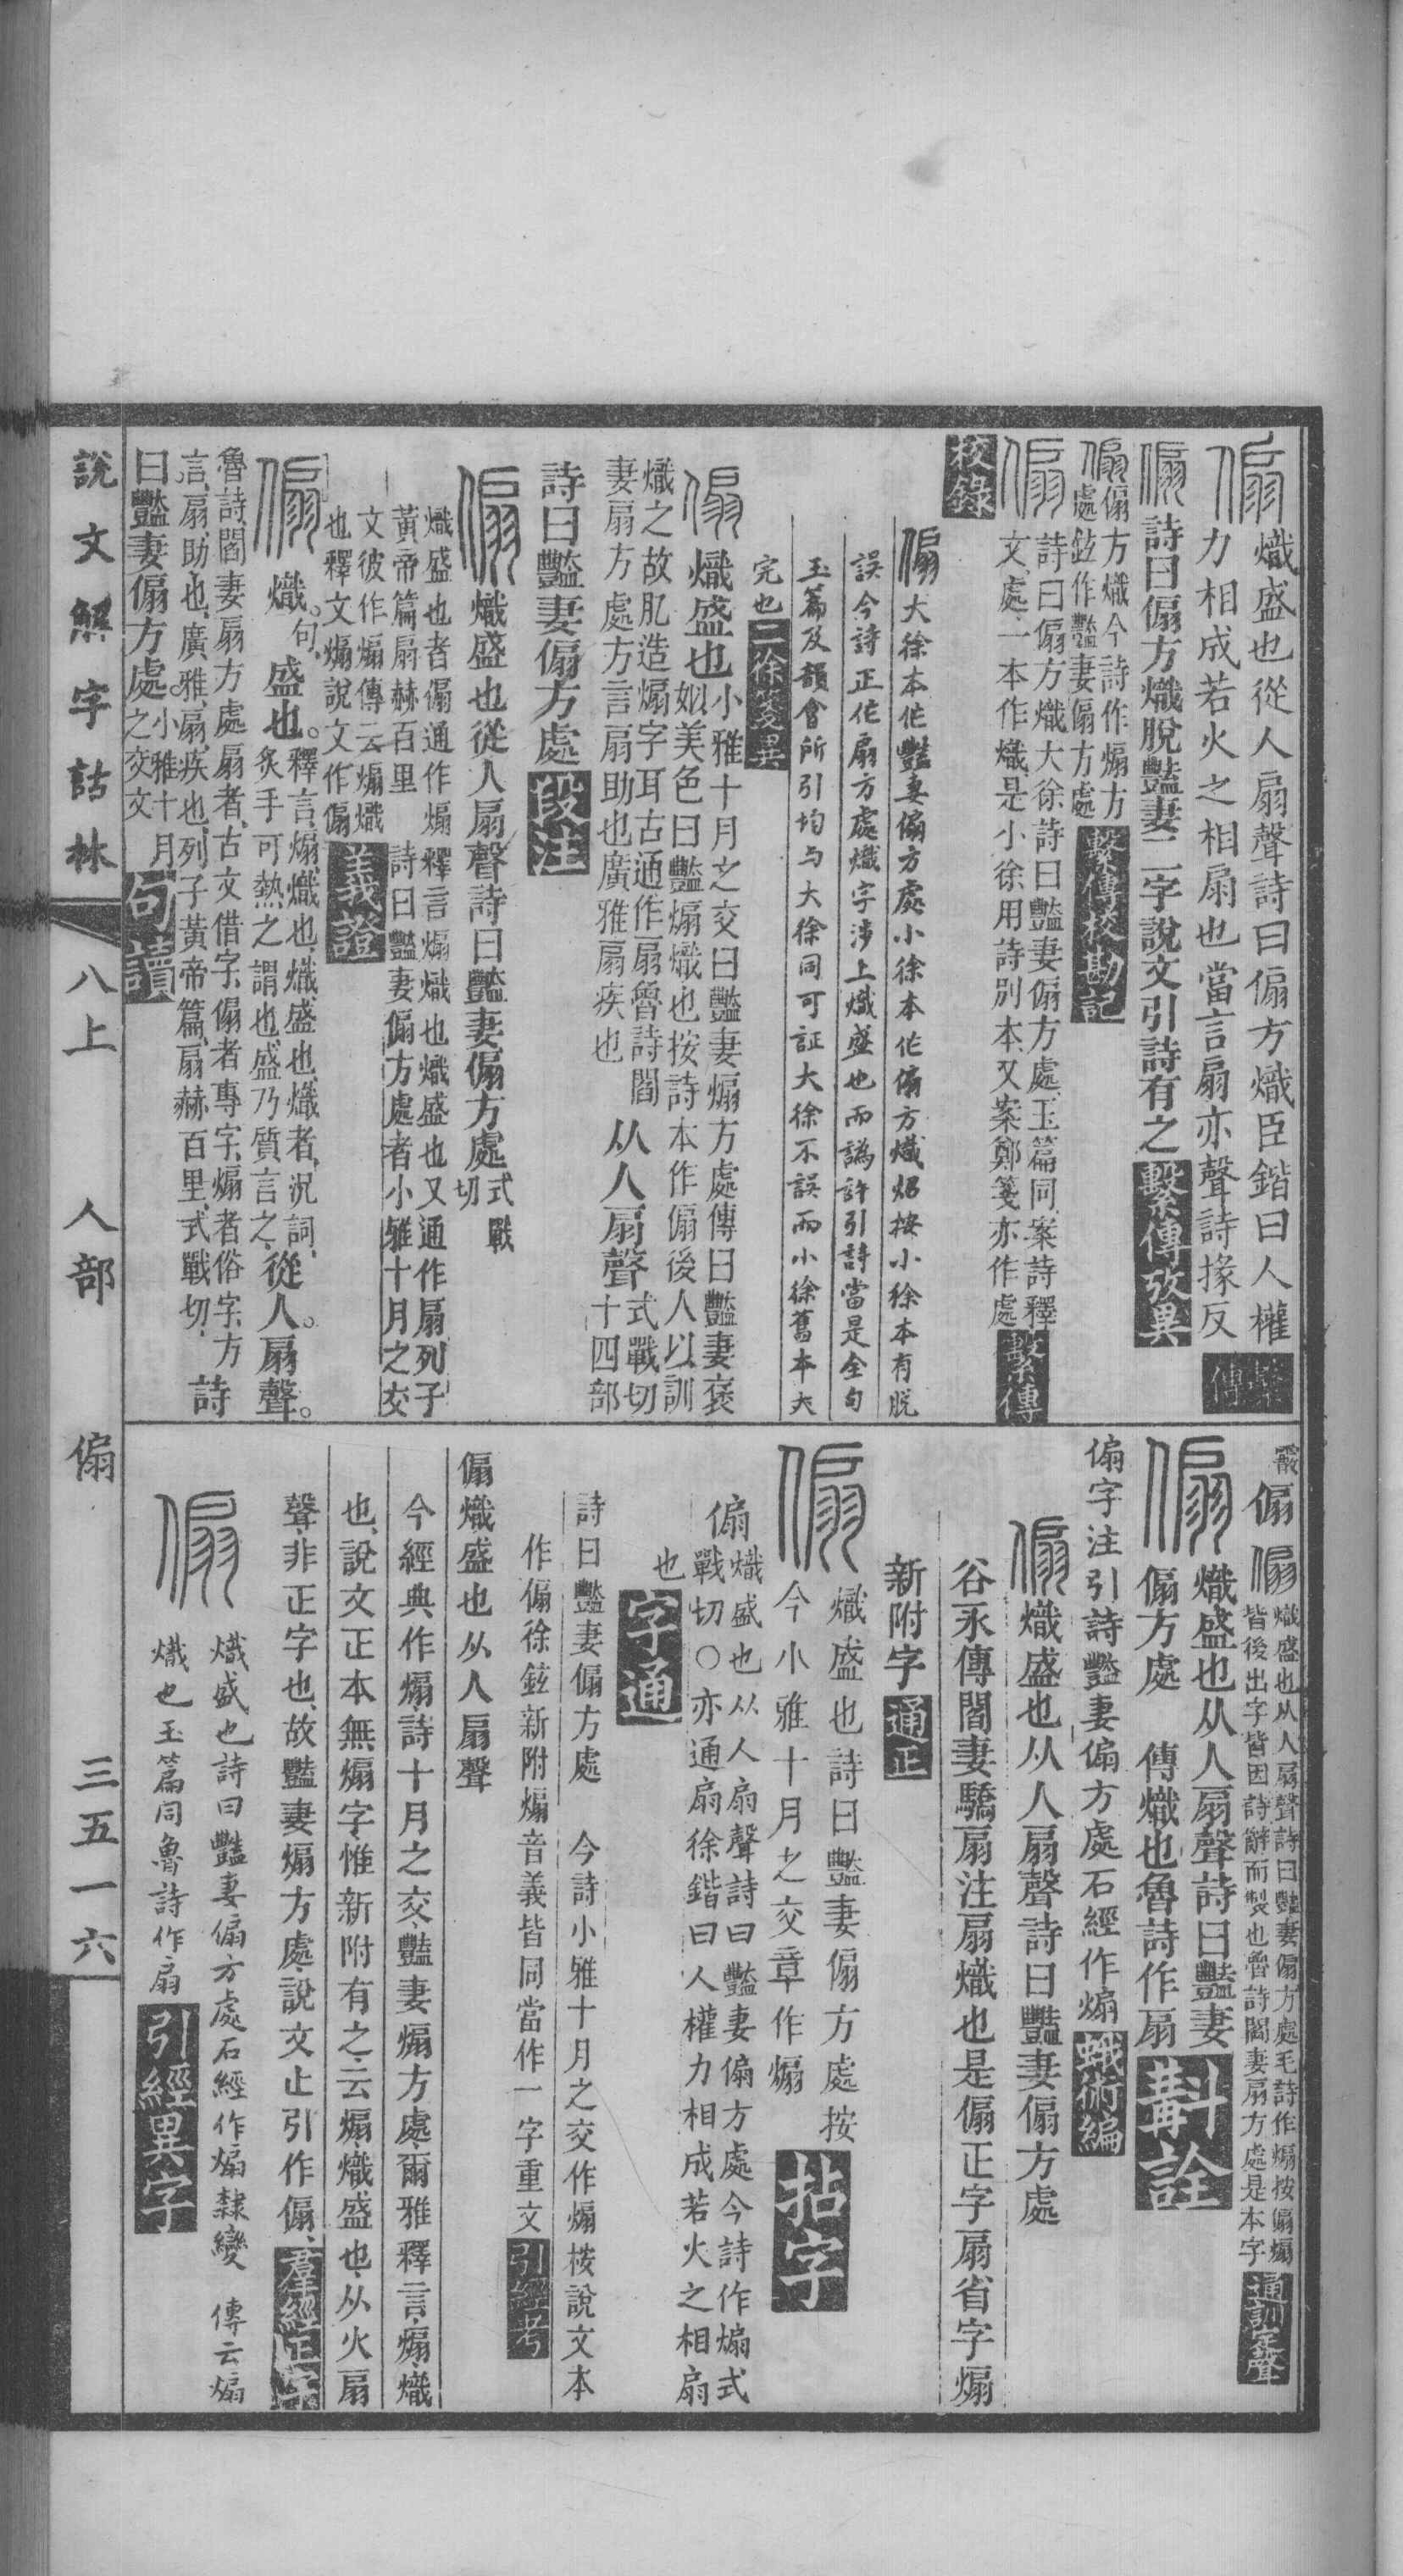 傓熾盛也從人扇聲詩曰傓方熾臣鍇曰人權
力相成若火之相扇也當言扇亦聲詩掾反
繫傳
傓詩曰傓方熾脫豔妻二字說文引詩有之繫傳攷異
傓傓方熾今詩作煽方
處鉉作豔妻傓方處
繫傳校勘記
傓詩曰傓方熾大徐詩曰豔妻傓方處玉篇同案詩釋
文處一本作熾是小徐用詩別本又案鄭箋亦作處
繫傳
校錄
傓大徐本作豔妻傓方處小徐本作傓方熾炤按小徐本有脫
誤今詩正作扇方處熾字涉上熾盛也而譌許引詩當是全句
玉篇及韻會所引均与大徐同可証大徐不誤而小徐舊本大
完也二徐箋異
傓熾盛也小雅十月之交曰豔妻煽方處傳曰豔妻褒
姒美色曰豔煽熾也按詩本作傓後人以訓
熾之故肊造煽字耳古通作扇魯詩閻
妻扇方處方言扇助也廣雅扇疾也
从人扇聲式戰切
十四部
詩曰豔妻傓方處段注
傓熾盛也從人扇聲詩曰豔妻傓方處式戰
切
熾盛也者傓通作煽釋言煽熾也熾盛也又通作扇列子
黃帝篇扇赫百里　詩曰豔妻傓方處者小雅十月之交
文彼作煽傳云煽熾
也釋文煽說文作傓
義證
傓熾句盛也釋言煽熾也熾盛也熾者況詞
炙手可熱之謂也盛乃質言之
從人扇聲
魯詩閻妻扇方處扇者古文借字傓者專字煽者俗字方
言扇助也廣雅扇疾也列子黃帝篇扇赫百里式戰切
詩
曰豔妻傓方處小雅十月
之交文
句讀
傓傓熾盛也从人扇聲詩曰豔妻傓方處毛詩作煽按傓煽
皆後出字皆因詩辭而製也魯詩閻妻扇方處是本字
通訓定聲
傓熾盛也从人扇聲詩曰豔妻
傓方處　傳熾也魯詩作扇
斠詮
傓字注引詩豔妻傓方處石經作煽蛾術編
傓熾盛也从人扇聲詩曰豔妻傓方處
谷永傳閻妻驕扇注扇熾也是傓正字扇省字煽
新附字通正
傓熾盛也詩曰豔妻傓方處按
今小雅十月之交章作煽
拈字
傓熾盛也从人扇聲詩曰豔妻傓方處今詩作煽式
戰切○亦通扇徐鍇曰人權力相成若火之相扇
也字通
詩曰豔妻傓方處　今詩小雅十月之交作煽桉說文本
作傓徐鉉新附煽音義皆同當作一字重文引經考
傓熾盛也从人扇聲
今經典作煽詩十月之交豔妻煽方處爾雅釋言煽熾
也說文正本無煽字惟新附有之云煽熾盛也从火扇
聲非正字也故豔妻煽方處說文止引作傓羣經正字
傓熾盛也詩曰豔妻傓方處石經作煽隸變　傳云煽
熾也玉篇同魯詩作扇引經異字
說文解字詁林　八上　人部　傓　三五一六